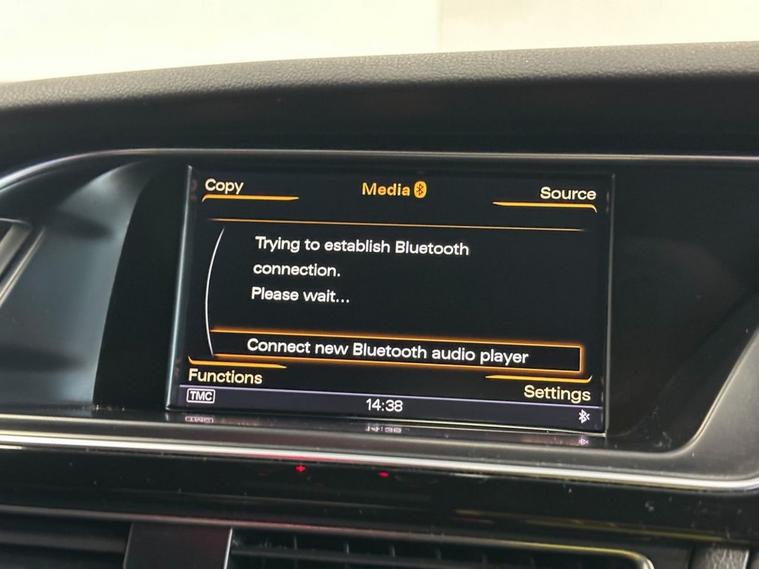 Copy
Media
Source
Trying to establish Bluetooth
connection.
Please wait...
Connect new Bluetooth audio player
Functions
Settings
TMC
14:38